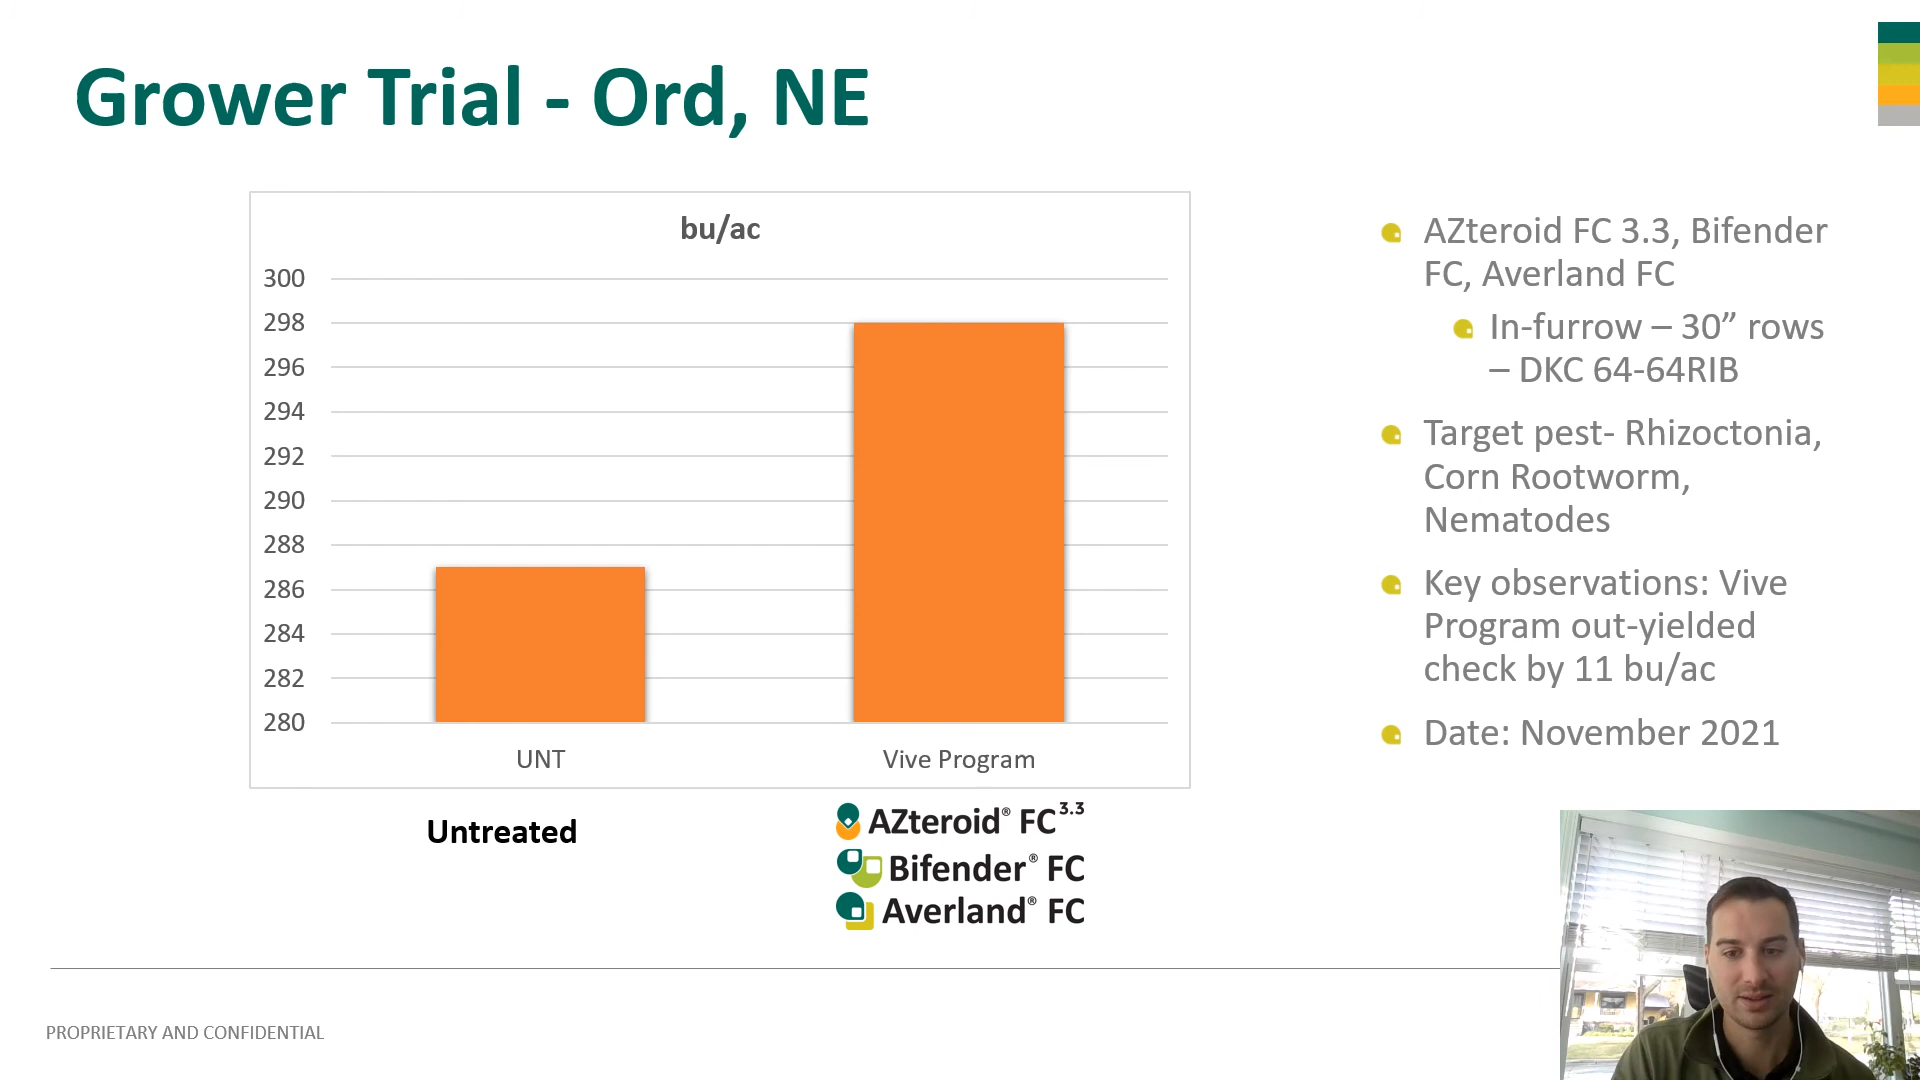 Grower Trial - Ord, NE
bu/ac
300
298
296
294
292
290
288
286
284
282
280
UNT
Vive Program
Untreated
AZteroid® FC 3.3
Bifender® FC
Averland® FC
AZteroid FC 3.3, Bifender
FC, Averland FC
In-furrow – 30” rows
– DKC 64-64RIB
Target pest- Rhizoctonia,
Corn Rootworm,
Nematodes
Key observations: Vive
Program out-yielded
check by 11 bu/ac
Date: November 2021
PROPRIETARY AND CONFIDENTIAL